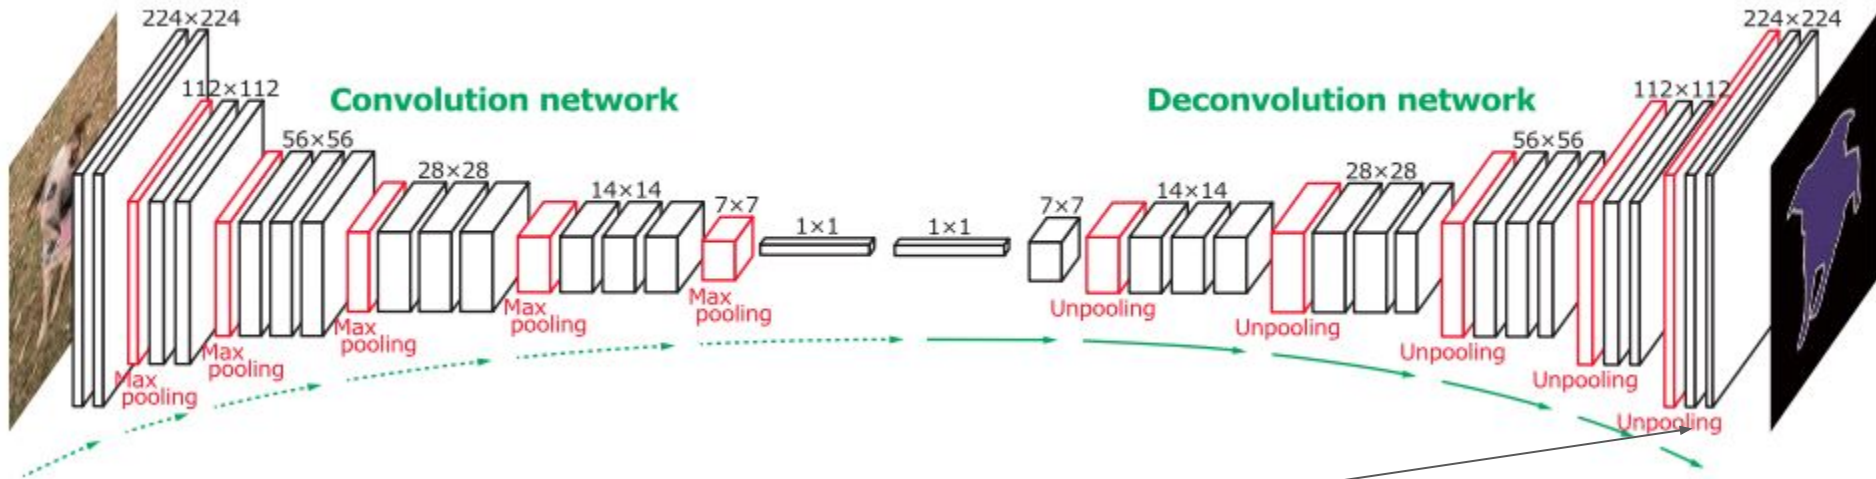 224×224
112×112
Convolution network
56×56
28×28
14×14
7×7
1×1
1×1
Max
pooling
Max
pooling
Max
pooling
Max
pooling
Max
pooling
224×224
112×112
Deconvolution network
56×56
28×28
14×14
7×7
Unpooling
Unpooling
Unpooling
Unpooling
Unpooling